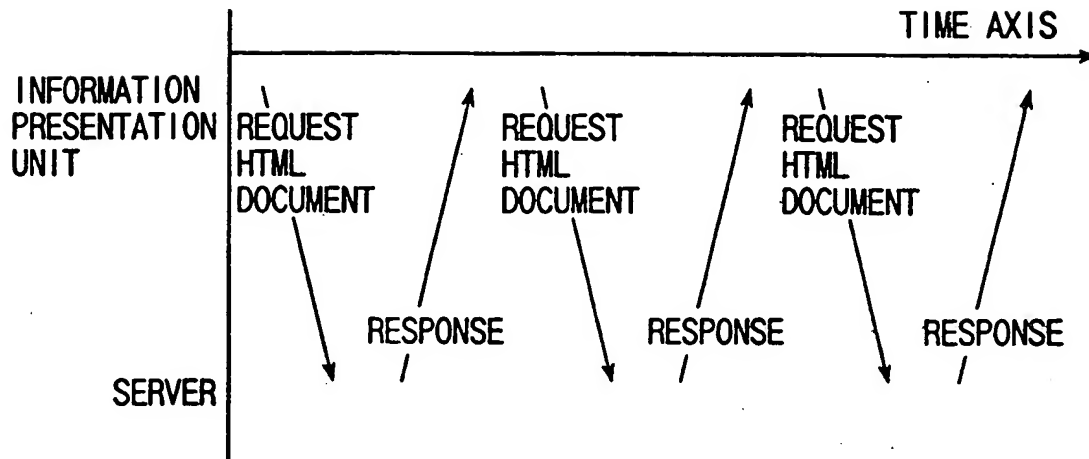 TIME AXIS
INFORMATION
PRESENTATION
UNIT
REQUEST
HTML
DOCUMENT
REQUEST
HTML
DOCUMENT
REQUEST
HTML
DOCUMENT
RESPONSE
RESPONSE
RESPONSE
SERVER